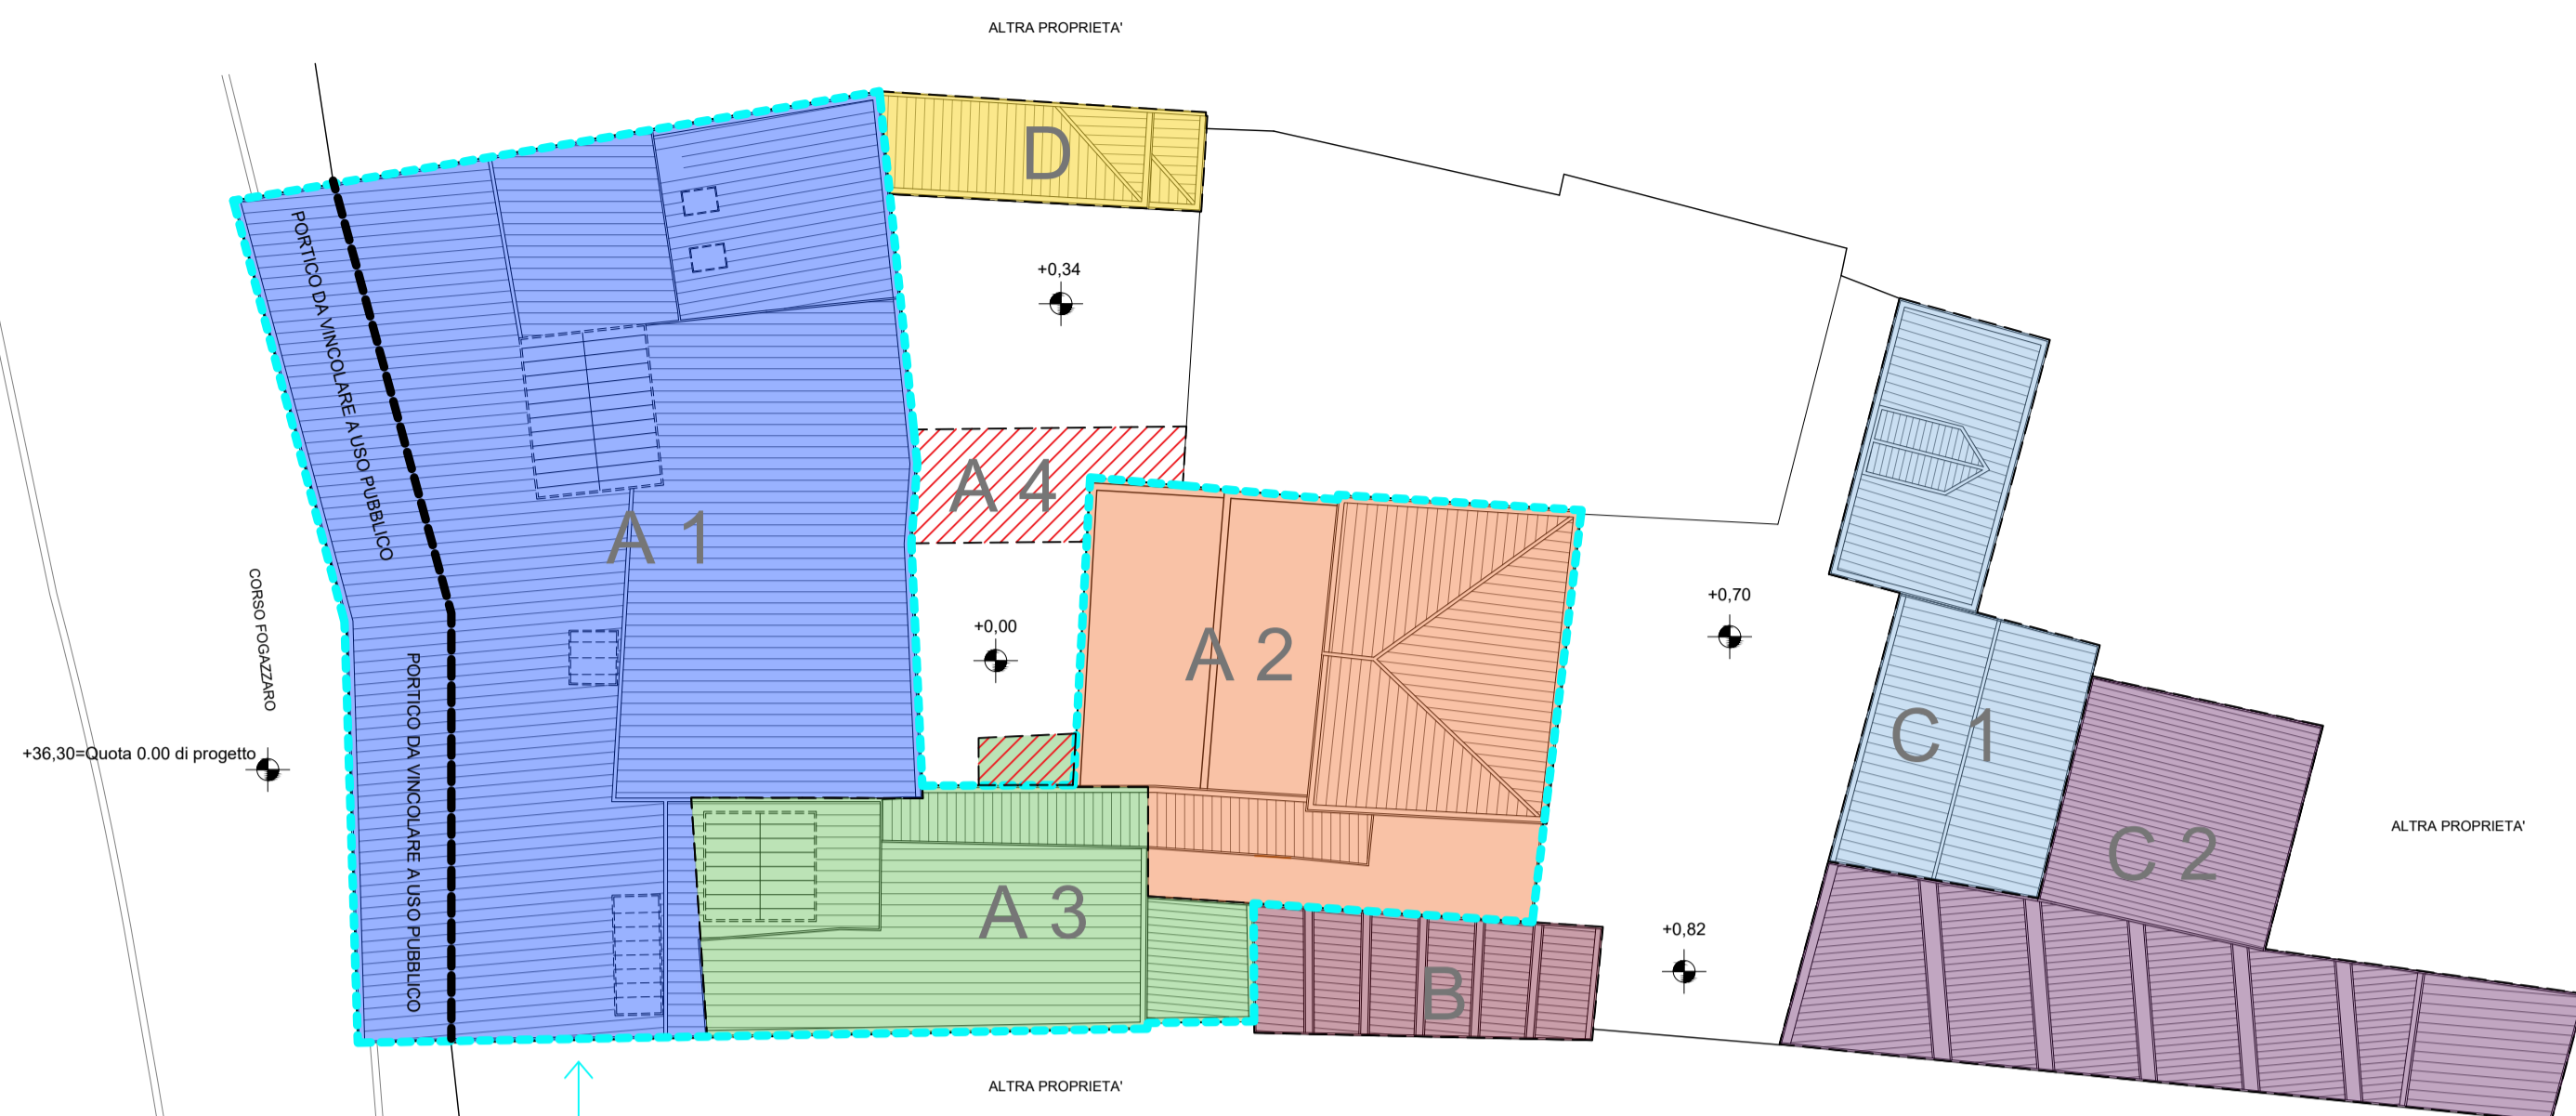 ALTRA PROPRIETA'
D
PORTICO DA VINCOLARE A USO PUBBLICO
+0,34
A 4
A 1
CORSO FOGAZZARO
+0,00
A 2
+0,70
C 1
+36,30=Quota 0.00 di progetto
PORTICO DA VINCOLARE A USO PUBBLICO
C 2
ALTRA PROPRIETA'
A 3
+0,82
B
ALTRA PROPRIETA'